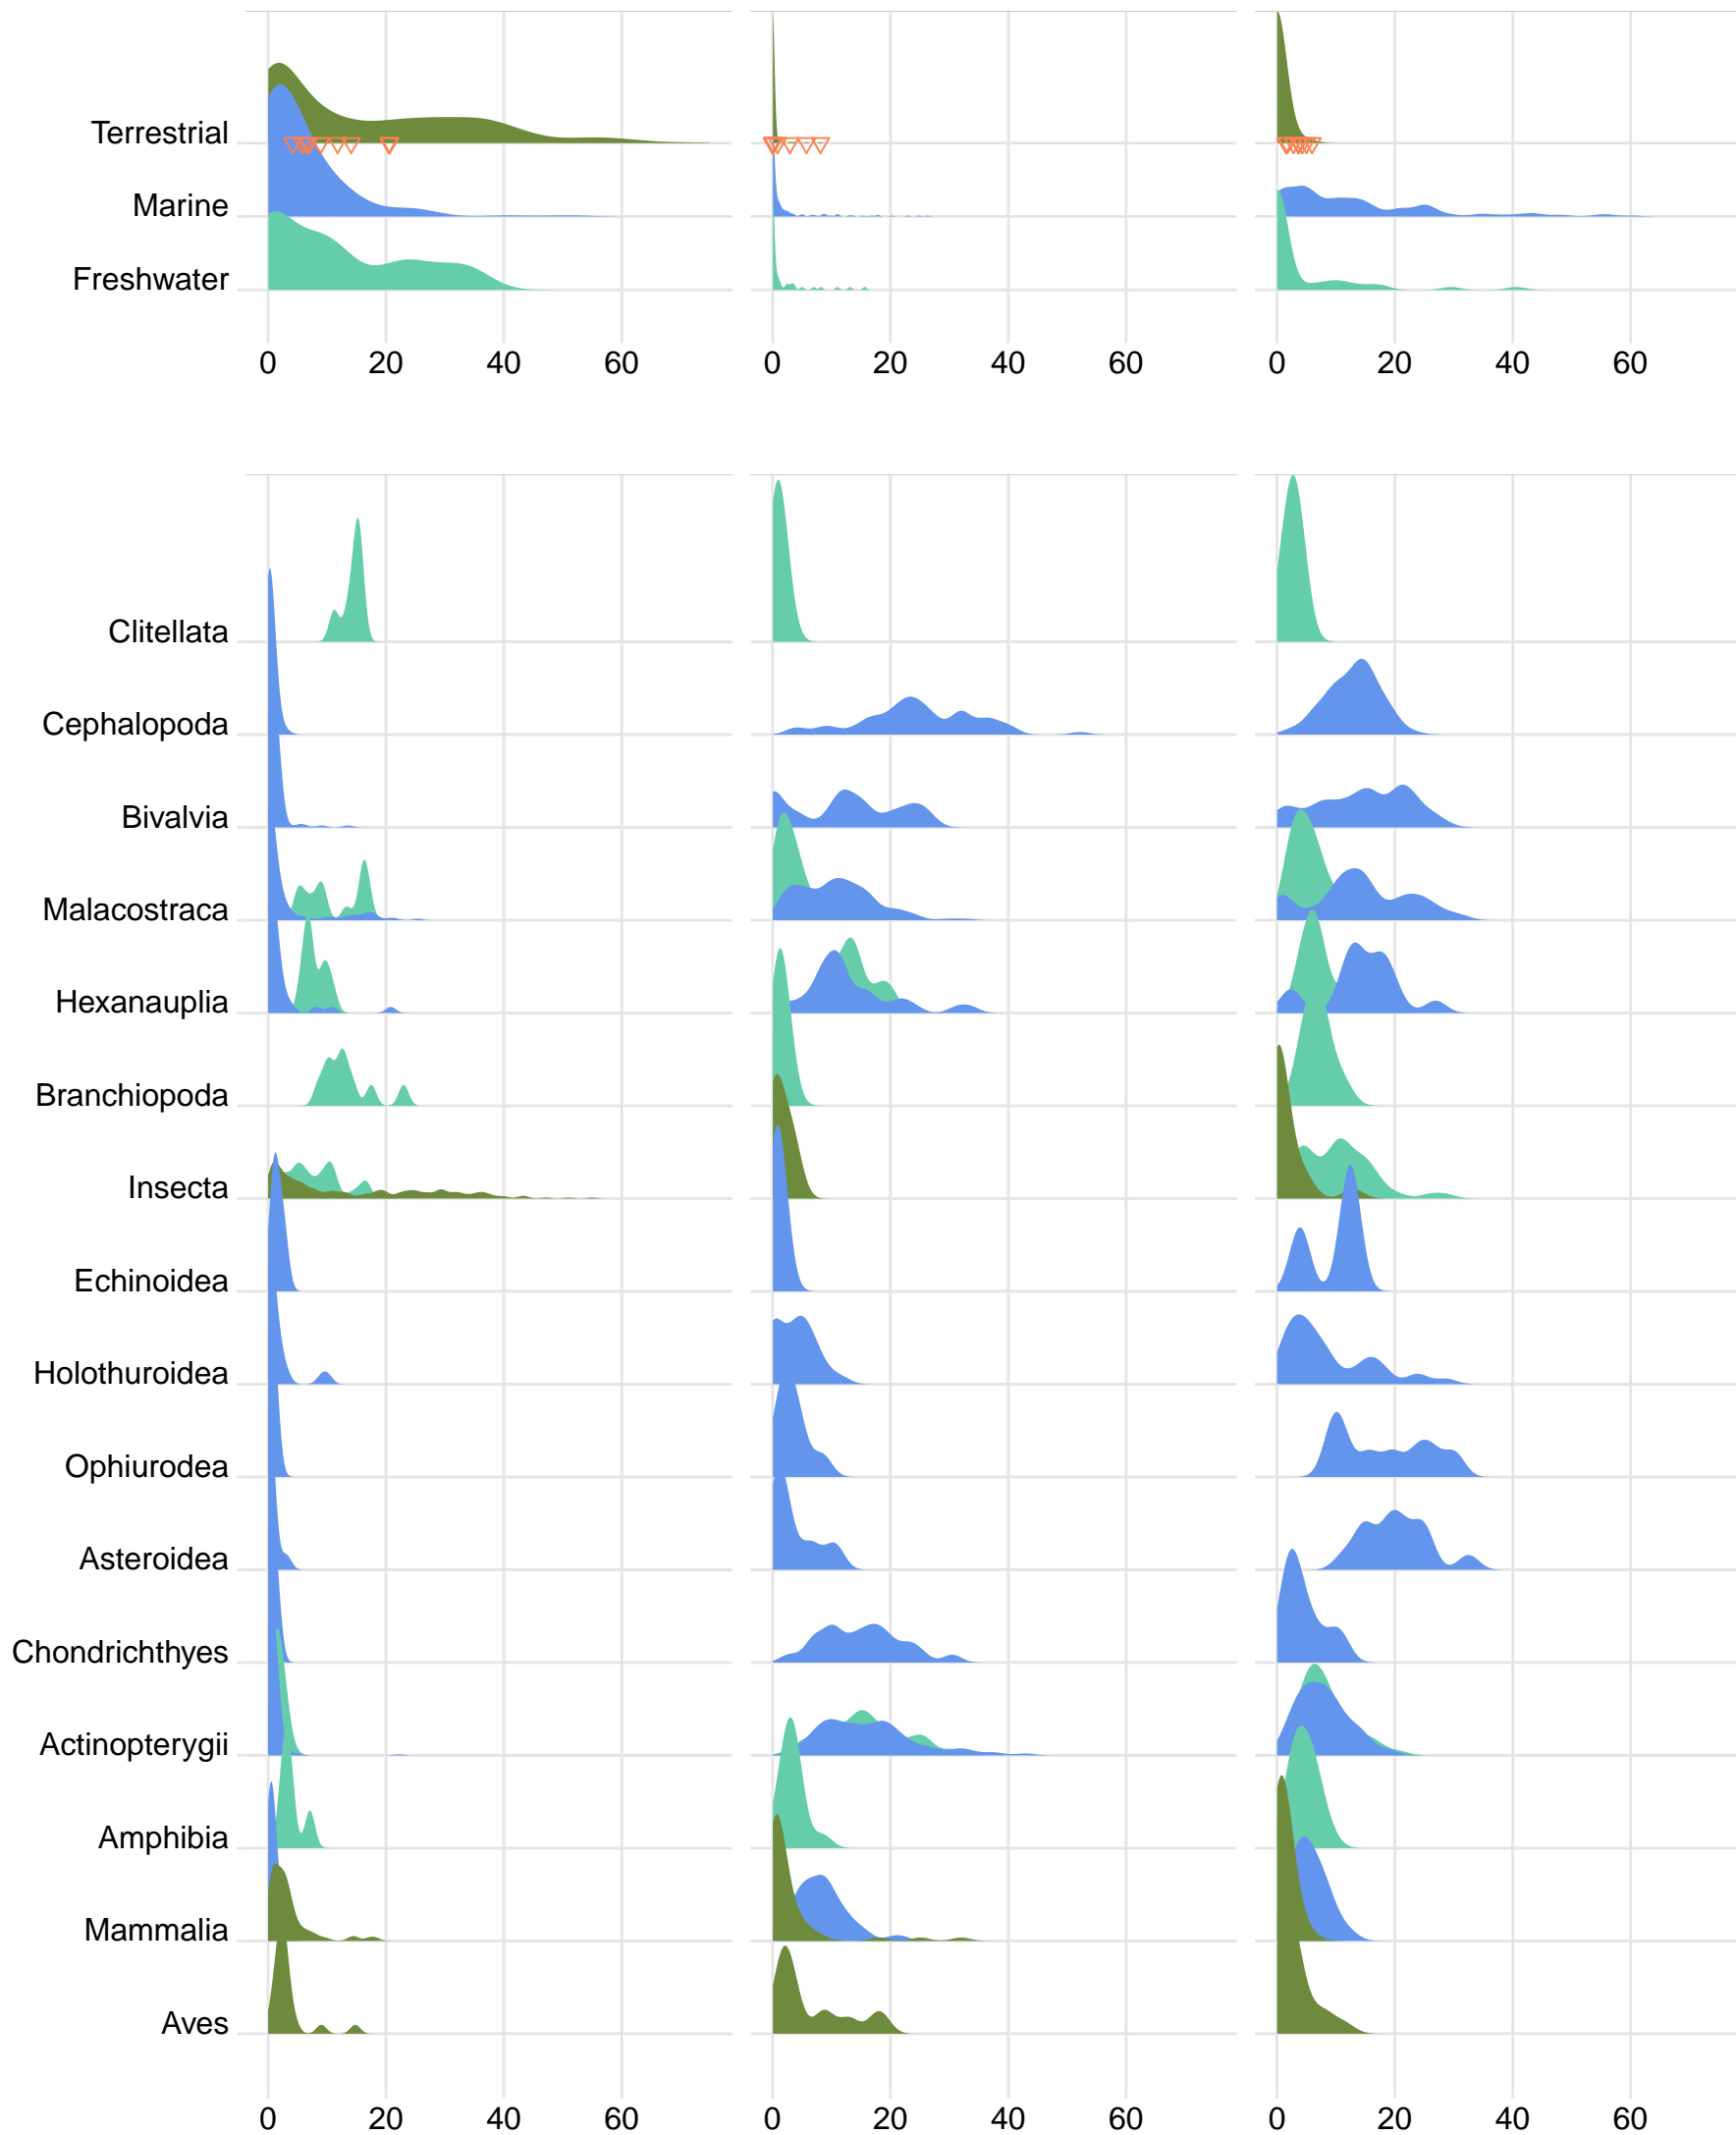 Terrestrial
Marine
Freshwater
0 20 40 60 0 20 40 60 0 20 40 60
Clitellata
Cephalopoda
Bivalvia
Malacostraca
Hexanauplia
Branchiopoda
Insecta
Echinoidea
Holothuroidea
Ophiurodea
Asteroidea
Chondrichthyes
Actinopterygii
Amphibia
Mammalia
Aves
0 20 40 60 0 20 40 60 0 20 40 60